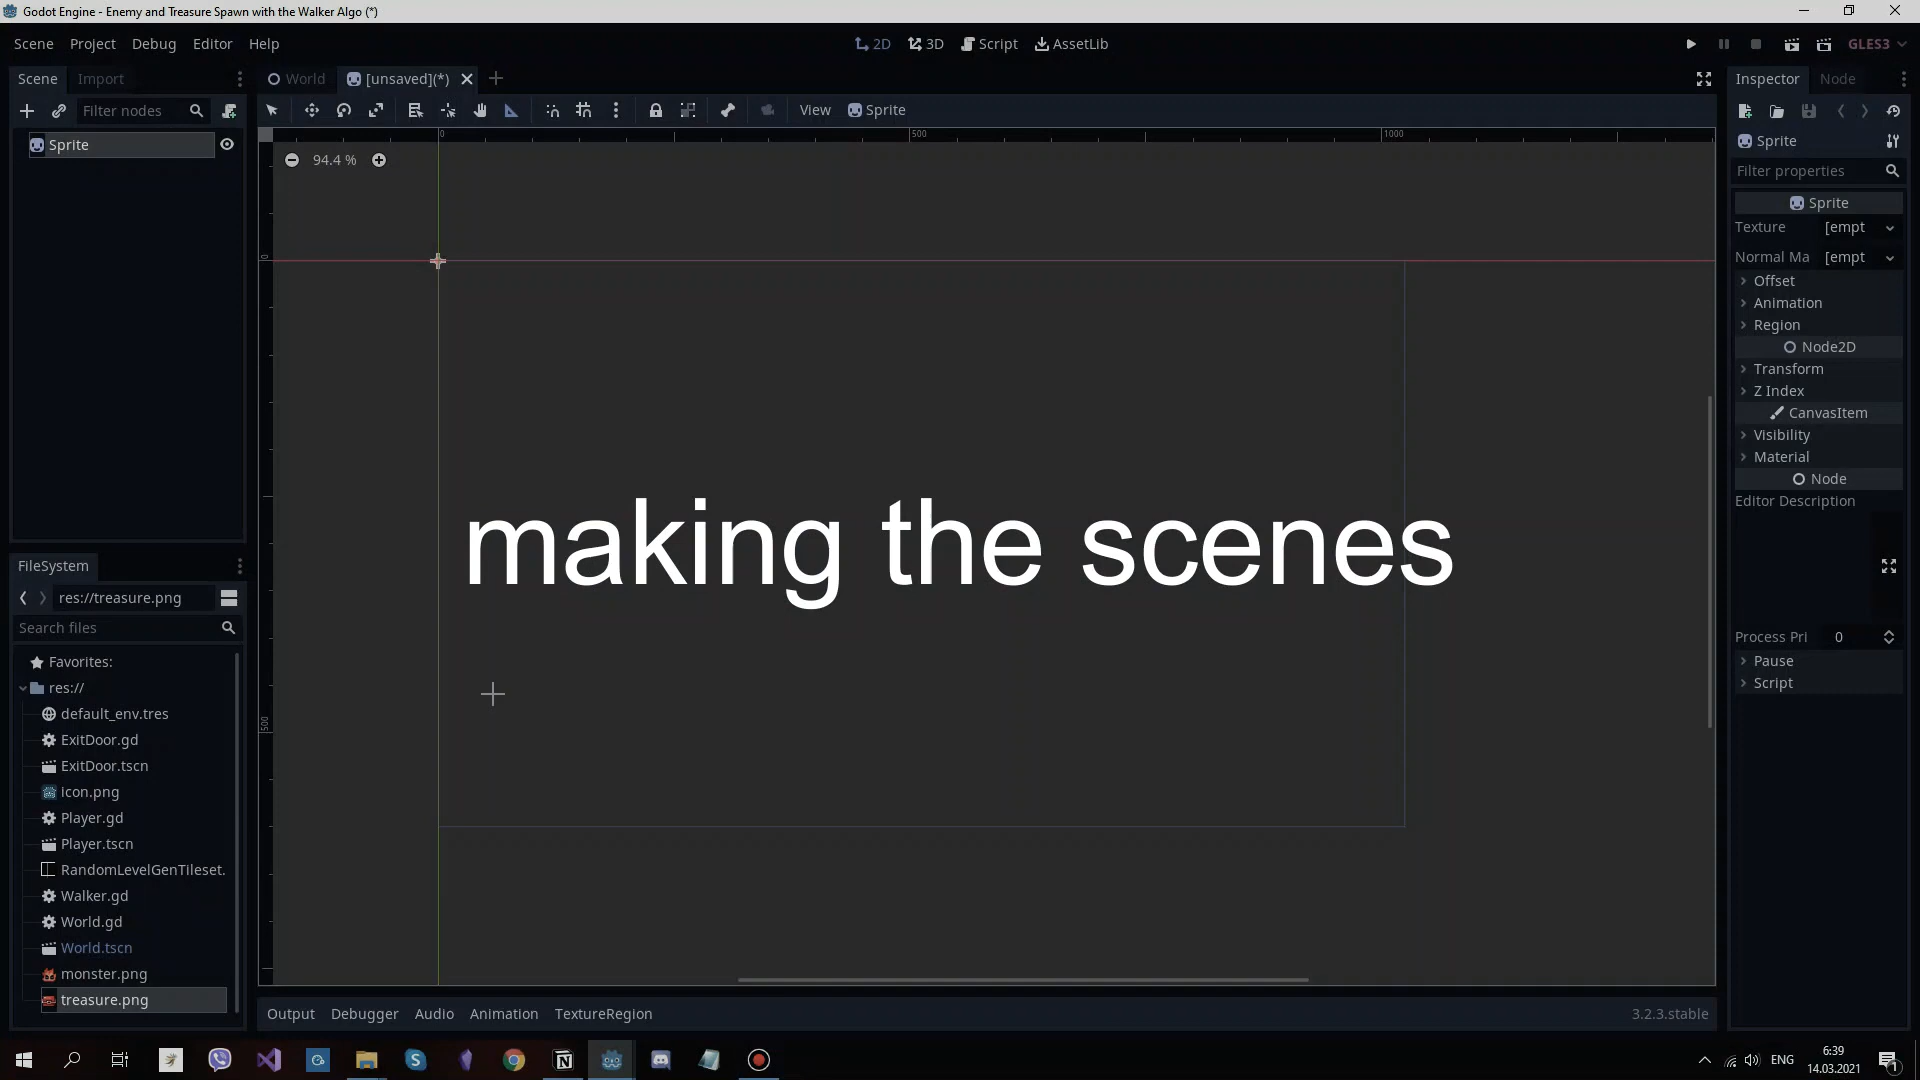 Godot Engine - Enemy and Treasure Spawn with the Walker Algo (*)
Scene Project Debug Editor Help
2D 3D Script AssetLib
GLES3
Scene Import
World [unsaved](*)
Inspector Node
Filter nodes
View Sprite
Sprite
94.4 %
0 500 1000
0
500
making the scenes
Sprite
Filter properties
Sprite
Texture [empt
Normal Ma [empt
Offset
Animation
Region
Node2D
Transform
Z Index
CanvasItem
Visibility
Material
Node
Editor Description
Process Pri 0
Pause
Script
FileSystem
res://treasure.png
Search files
Favorites:
res://
default_env.tres
ExitDoor.gd
ExitDoor.tscn
icon.png
Player.gd
Player.tscn
RandomLevelGenTileset.
Walker.gd
World.gd
World.tscn
monster.png
treasure.png
Output Debugger Audio Animation TextureRegion
3.2.3.stable
ENG
6:39
14.03.2021
1